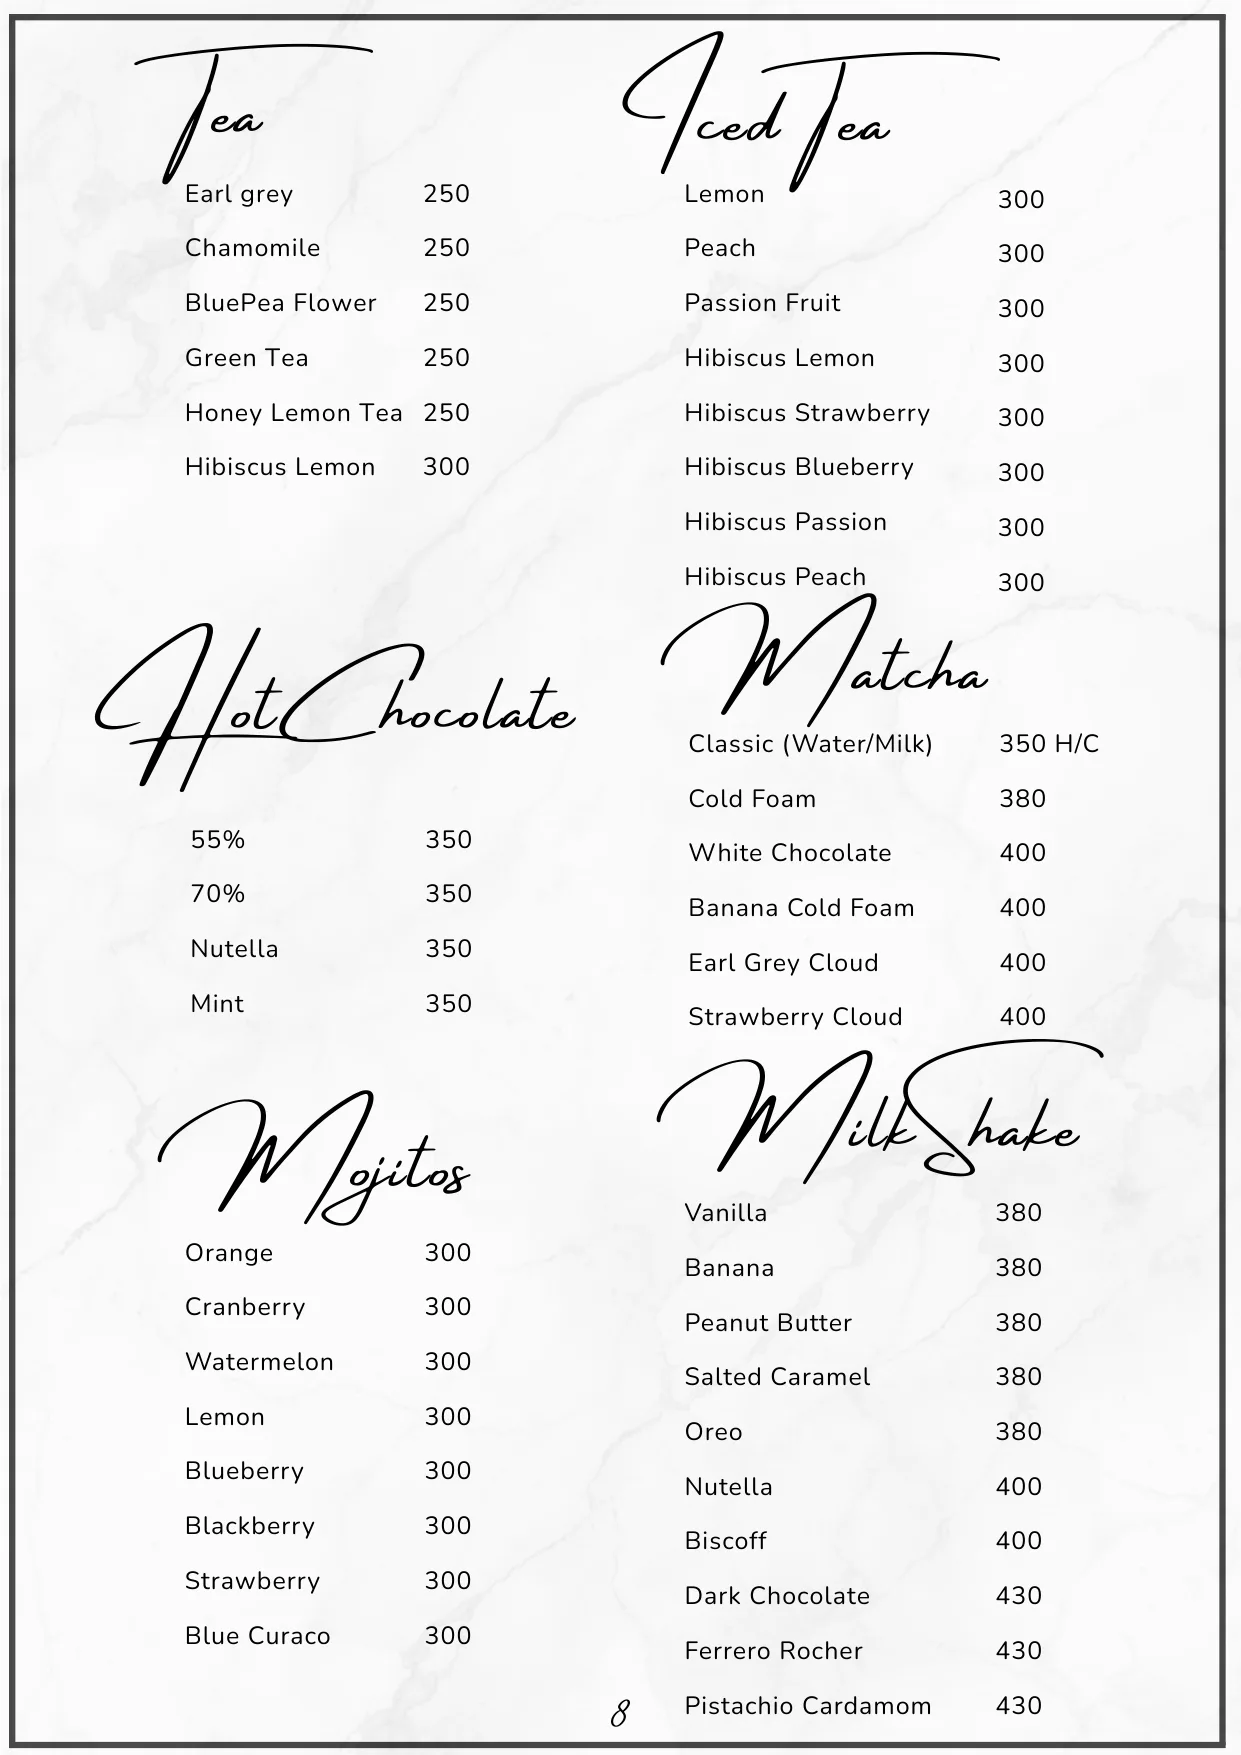 Tea
Earl grey 250
Chamomile 250
BluePea Flower 250
Green Tea 250
Honey Lemon Tea 250
Hibiscus Lemon 300
Iced Tea
Lemon 300
Peach 300
Passion Fruit 300
Hibiscus Lemon 300
Hibiscus Strawberry 300
Hibiscus Blueberry 300
Hibiscus Passion 300
Hibiscus Peach 300
Hot Chocolate
55% 350
70% 350
Nutella 350
Mint 350
Matcha
Classic (Water/Milk) 350 H/C
Cold Foam 380
White Chocolate 400
Banana Cold Foam 400
Earl Grey Cloud 400
Strawberry Cloud 400
Mojitos
Orange 300
Cranberry 300
Watermelon 300
Lemon 300
Blueberry 300
Blackberry 300
Strawberry 300
Blue Curaco 300
MilkShake
Vanilla 380
Banana 380
Peanut Butter 380
Salted Caramel 380
Oreo 380
Nutella 400
Biscoff 400
Dark Chocolate 430
Ferrero Rocher 430
Pistachio Cardamom 430
8